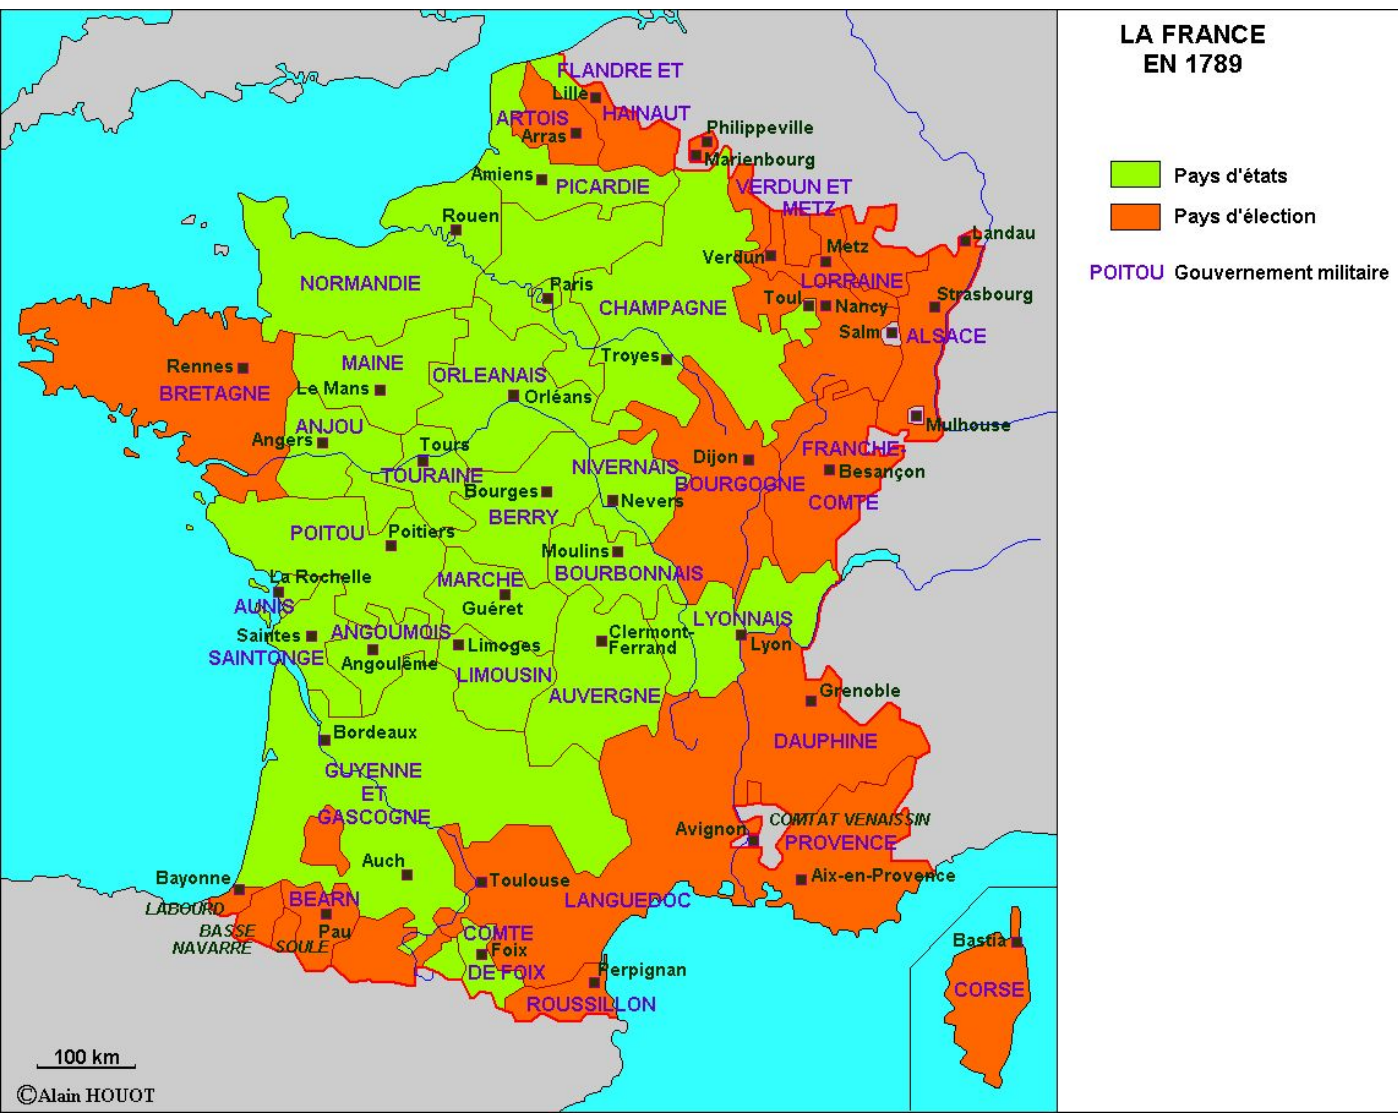 LA FRANCE
EN 1789
Pays d'états
Pays d'élection
POITOU Gouvernement militaire
FLANDRE ET
HAINAUT
Lille
ARTOIS
Arras
Philippeville
Marienbourg
Amiens
PICARDIE
VERDUN ET
METZ
Rouen
Landau
Verdun
Metz
NORMANDIE
LORRAINE
Paris
CHAMPAGNE
Toul
Nancy
Strasbourg
Salm
ALSACE
Rennes
BRETAGNE
MAINE
Le Mans
ORLEANAIS
Orléans
Troyes
ANJOU
Angers
Mulhouse
Tours
TOURAINE
NIVERNAIS
Dijon
BOURGOGNE
FRANCHE-
COMTE
Besançon
Bourges
BERRY
Nevers
POITOU
Poitiers
Moulins
BOURBONNAIS
La Rochelle
AUNIS
MARCHE
Guéret
LYONNAIS
Lyon
Saintes
SAINTONGE
ANGOUMOIS
Angoulême
Limoges
LIMOUSIN
Clermont-
Ferrand
AUVERGNE
Grenoble
DAUPHINE
Bordeaux
GUYENNE
ET
GASCOGNE
COMTAT VENAISSIN
Avignon
PROVENCE
Aix-en-Provence
Auch
Bayonne
Toulouse
LANGUEDOC
LABOURD
BASSE
NAVARRE
SOULE
BEARN
Pau
COMTE
DE FOIX
Foix
Perpignan
ROUSSILLON
Bastia
CORSE
100 km
©Alain HOUOT